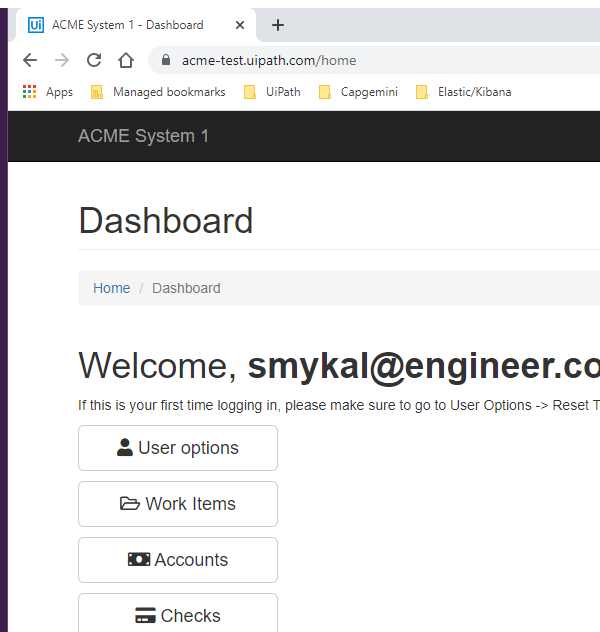 Ui ACME System 1 - Dashboard
acme-test.uipath.com/home
Apps Managed bookmarks UiPath Capgemini Elastic/Kibana
ACME System 1
Dashboard
Home / Dashboard
Welcome, smykal@engineer.co
If this is your first time logging in, please make sure to go to User Options -> Reset T
User options
Work Items
Accounts
Checks